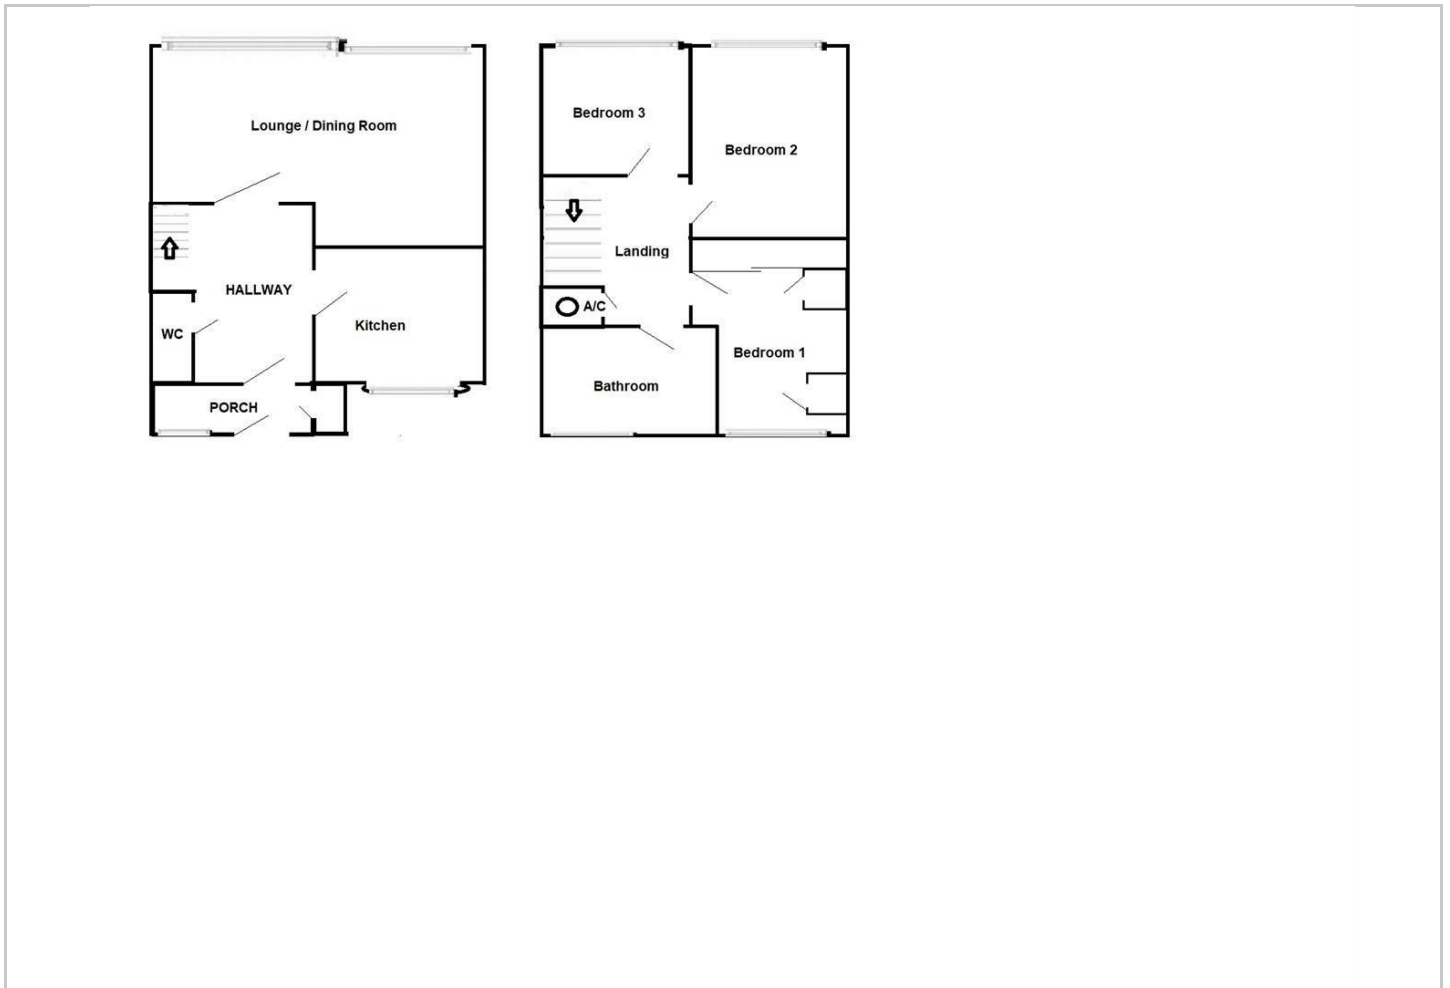 Lounge / Dining Room
HALLWAY
Kitchen
WC
PORCH
Bedroom 3
Bedroom 2
Landing
A/C
Bedroom 1
Bathroom